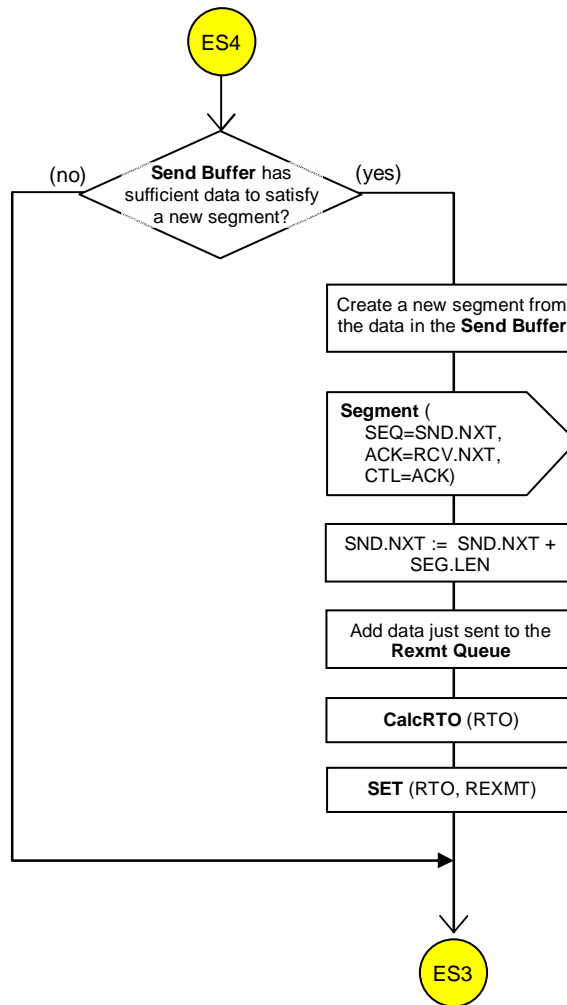 ES4
(no)
(yes)
Send Buffer has
sufficient data to satisfy
a new segment?
Create a new segment from
the data in the Send Buffer
Segment (
SEQ=SND.NXT,
ACK=RCV.NXT,
CTL=ACK)
SND.NXT := SND.NXT +
SEG.LEN
Add data just sent to the
Rexmt Queue
CalcRTO (RTO)
SET (RTO, REXMT)
ES3